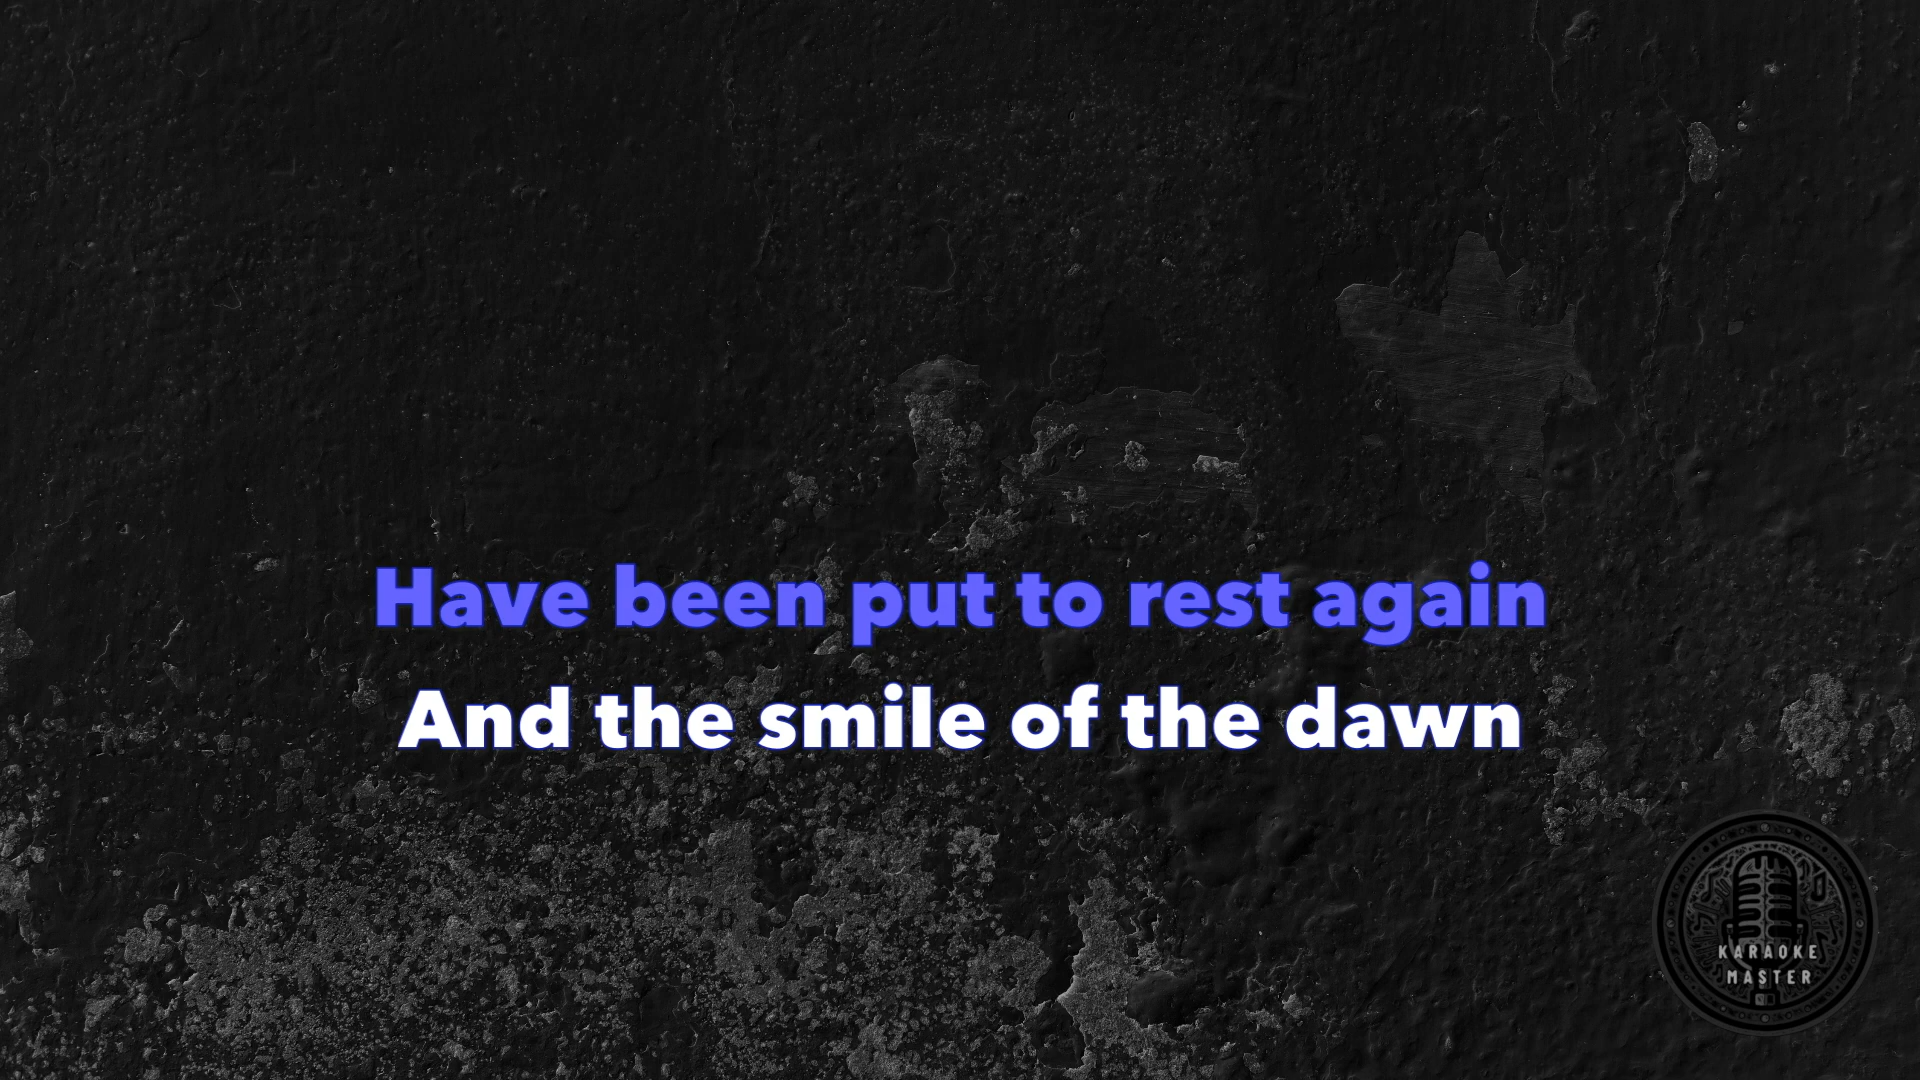 Have been put to rest again
And the smile of the dawn
KARAOKE
MASTER